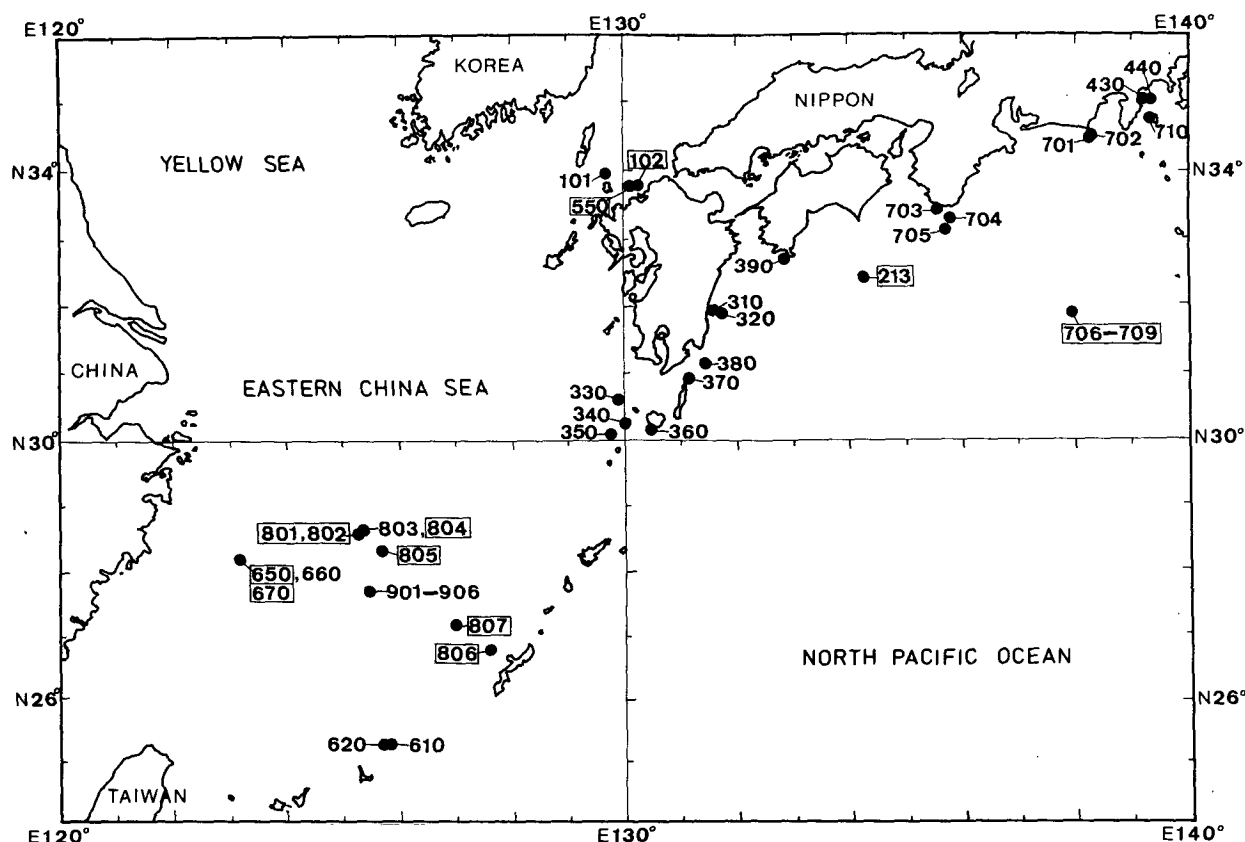 E120° E130° E140°
KOREA
NIPPON
440
430
710
701 702
YELLOW SEA
102
N34° 101 N34°
550
703 704
705
390
213
310
320
706–709
CHINA
380
EASTERN CHINA SEA 370
330
340
350 360
N30° N30°
801,802 803,804
805
650,660
670
901–906
807
806
NORTH PACIFIC OCEAN
N26° N26°
620 610
TAIWAN
E120° E130° E140°